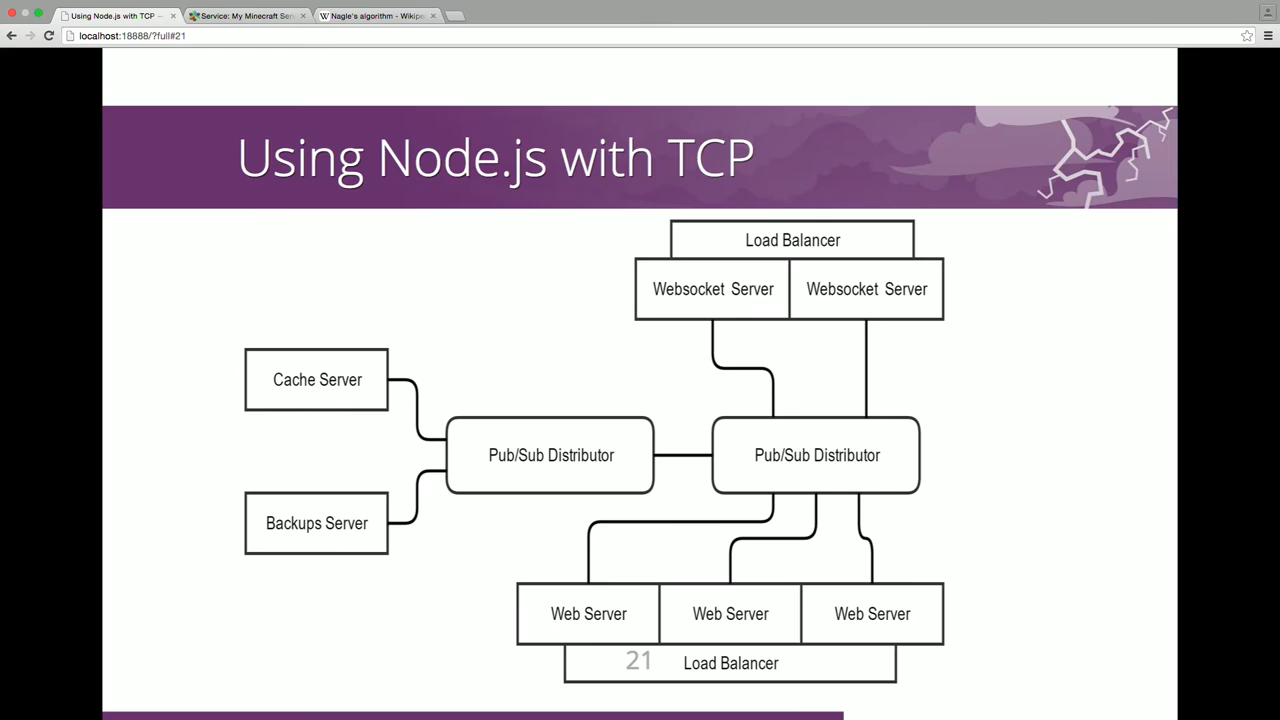 Using Node.js with TCP —
Service: My Minecraft Ser
Nagle's algorithm - Wikipe
localhost:18888/?full#21
Using Node.js with TCP
Load Balancer
Websocket Server
Websocket Server
Cache Server
Pub/Sub Distributor
Pub/Sub Distributor
Backups Server
Web Server
Web Server
Web Server
21
Load Balancer